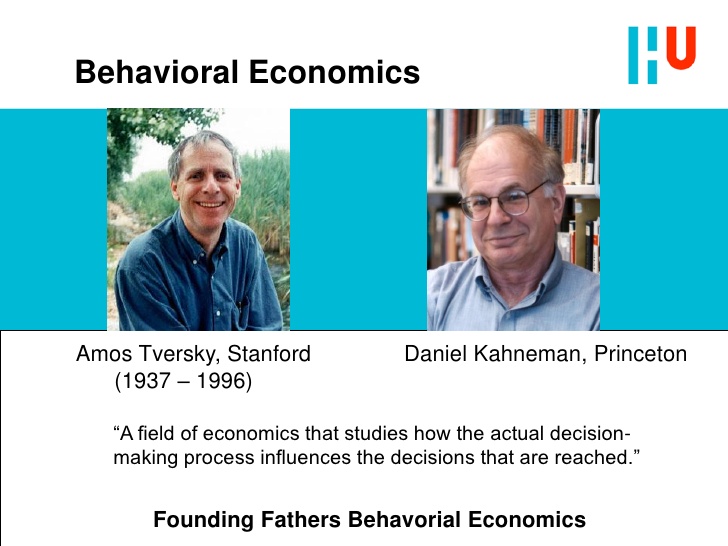 Behavioral Economics
HU
Amos Tversky, Stanford
(1937 – 1996)
Daniel Kahneman, Princeton
“A field of economics that studies how the actual decision-
making process influences the decisions that are reached.”
Founding Fathers Behavorial Economics